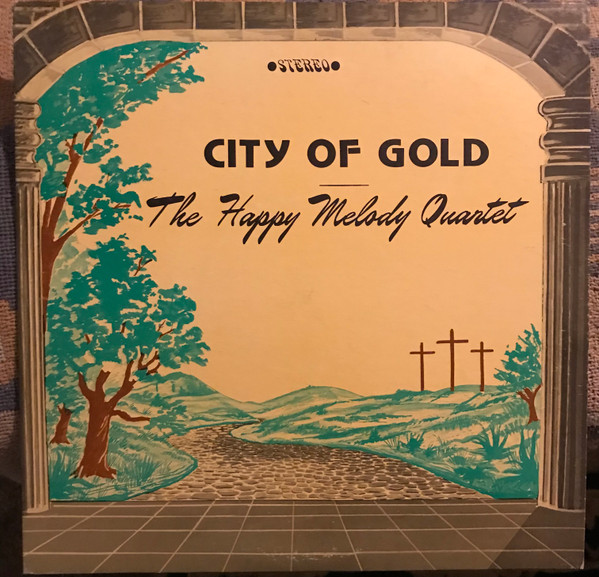 ●STEREO●
CITY OF GOLD
The Happy Melody Quartet